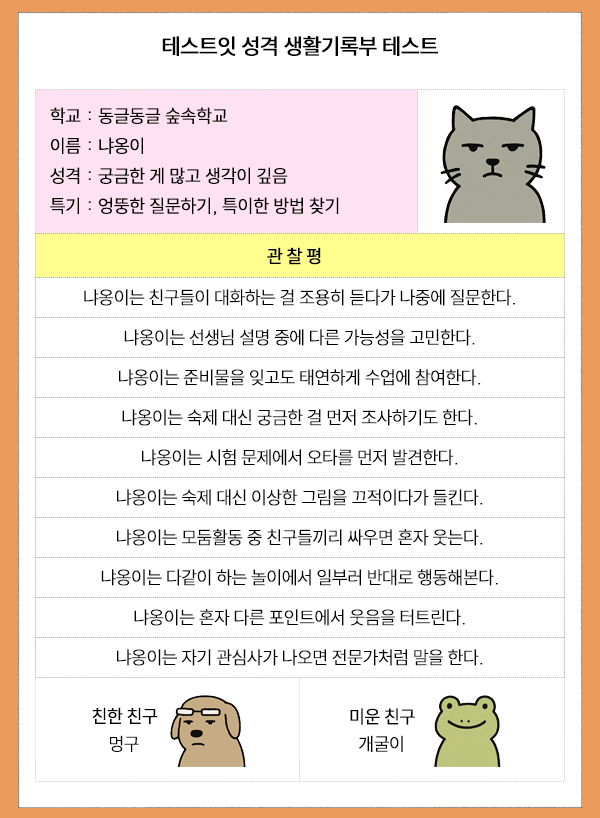 테스트잇 성격 생활기록부 테스트
학교 : 동글동글 숲속학교
이름 : 냐옹이
성격 : 궁금한 게 많고 생각이 깊음
특기 : 엉뚱한 질문하기, 특이한 방법 찾기
관 찰 평
냐옹이는 친구들이 대화하는 걸 조용히 듣다가 나중에 질문한다.
냐옹이는 선생님 설명 중에 다른 가능성을 고민한다.
냐옹이는 준비물을 잊고도 태연하게 수업에 참여한다.
냐옹이는 숙제 대신 궁금한 걸 먼저 조사하기도 한다.
냐옹이는 시험 문제에서 오타를 먼저 발견한다.
냐옹이는 숙제 대신 이상한 그림을 끄적이다가 들킨다.
냐옹이는 모둠활동 중 친구들끼리 싸우면 혼자 웃는다.
냐옹이는 다같이 하는 놀이에서 일부러 반대로 행동해본다.
냐옹이는 혼자 다른 포인트에서 웃음을 터트린다.
냐옹이는 자기 관심사가 나오면 전문가처럼 말을 한다.
친한 친구
멍구
미운 친구
개굴이